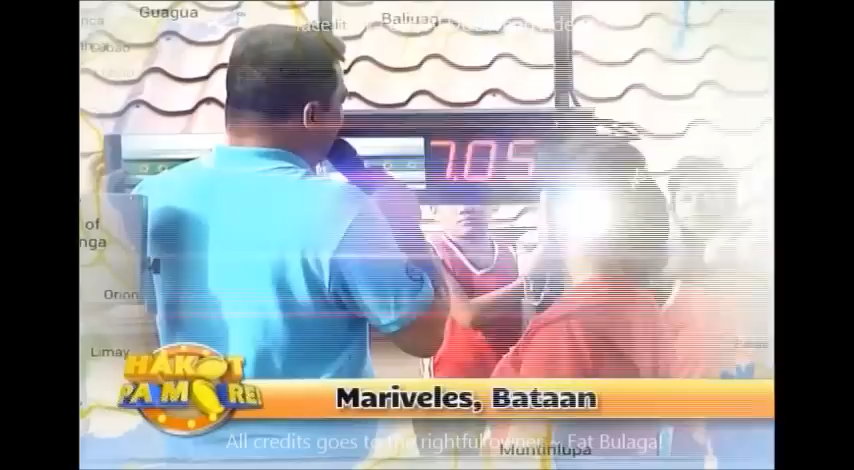 Guagua
Baliuag
7.05
of
nga
Orion
Limay
HAKOT
PA MORE!
Mariveles, Bataan
All credits goes to the rightful owner ~ Eat Bulaga!
Muntinlupa